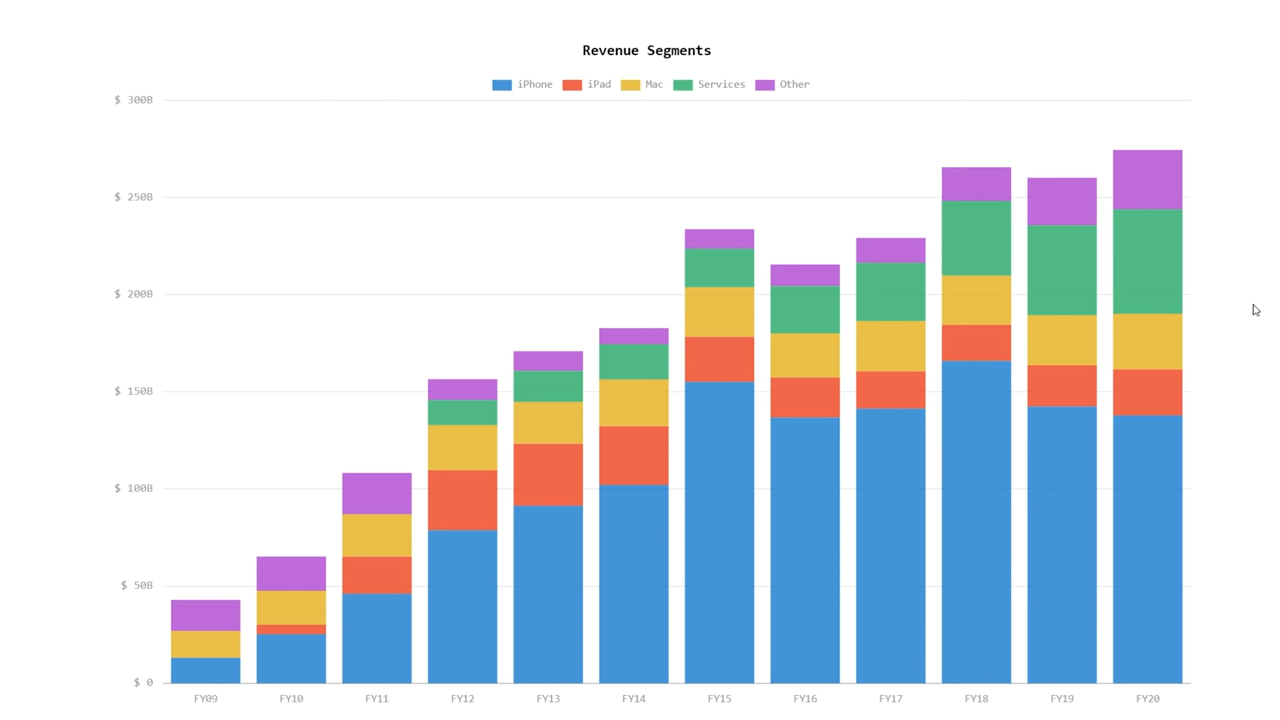 Revenue Segments
iPhone iPad Mac Services Other
$ 300B
$ 250B
$ 200B
$ 150B
$ 100B
$ 50B
$ 0
FY09 FY10 FY11 FY12 FY13 FY14 FY15 FY16 FY17 FY18 FY19 FY20